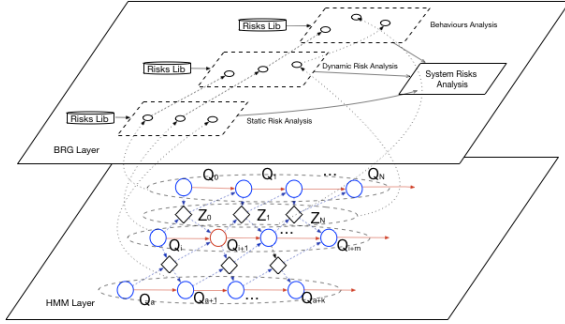 Risks Lib
Behaviours Analysis
Risks Lib
Dynamic Risk Analysis
System Risks
Analysis
Risks Lib
Static Risk Analysis
BRG Layer
Q0 Q1 ... QN
Z0 Z1 ... ZN
Qi Qi+1 Qi+m
Qa Qa+1 ... Qa+k
HMM Layer